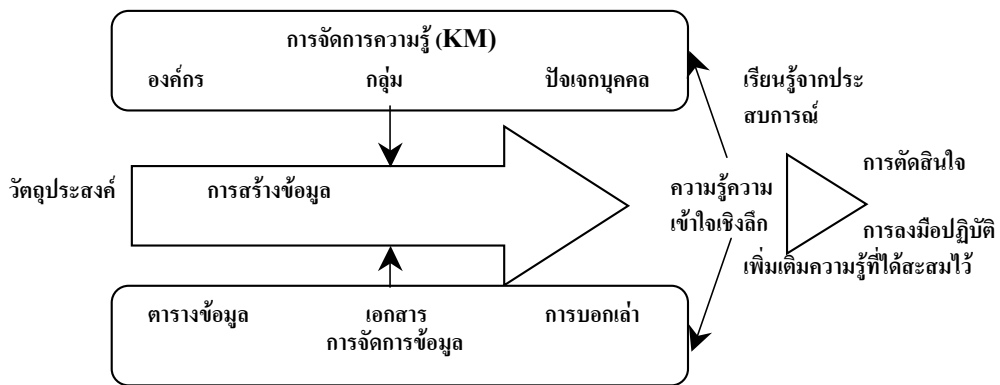 การจัดการความรู้ (KM)
องค์กร กลุ่ม ปัจเจกบุคคล
เรียนรู้จากประ
สบการณ์
วัตถุประสงค์
การสร้างข้อมูล
ความรู้ความ
เข้าใจเชิงลึก
การตัดสินใจ
การลงมือปฏิบัติ
เพิ่มเติมความรู้ที่ได้สะสมไว้
ตารางข้อมูล เอกสาร การบอกเล่า
การจัดการข้อมูล